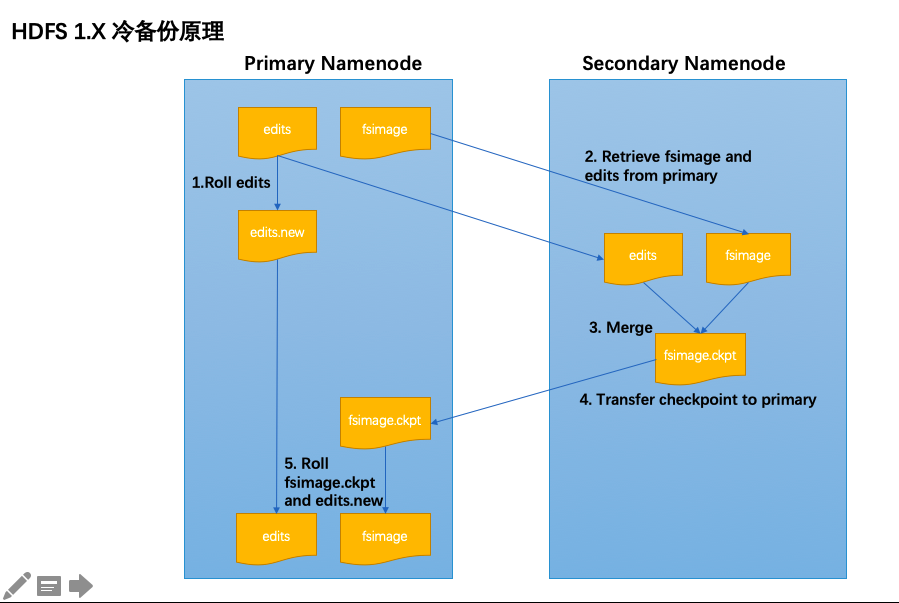 HDFS 1.X 冷备份原理
Primary Namenode
Secondary Namenode
edits
fsimage
1.Roll edits
edits.new
2. Retrieve fsimage and
edits from primary
edits
fsimage
3. Merge
fsimage.ckpt
4. Transfer checkpoint to primary
fsimage.ckpt
5. Roll
fsimage.ckpt
and edits.new
edits
fsimage